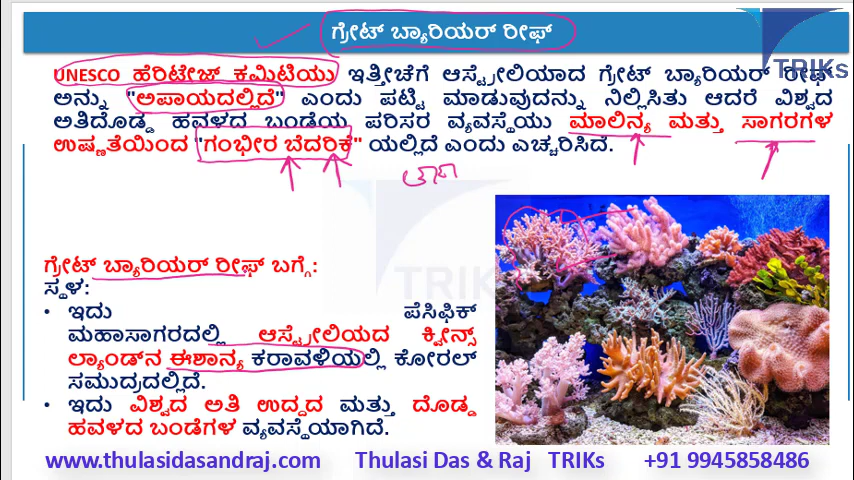 ಗ್ರೇಟ್ ಬ್ಯಾರಿಯರ್ ರೀಫ್
TRIKs
UNESCO ಹೆರಿಟೇಜ್ ಕಮಿಟಿಯು ಇತ್ತೀಚೆಗೆ ಆಸ್ಟ್ರೇಲಿಯಾದ ಗ್ರೇಟ್ ಬ್ಯಾರಿಯರ್ ರೀಫ್
ಅನ್ನು "ಅಪಾಯದಲ್ಲಿದೆ" ಎಂದು ಪಟ್ಟಿ ಮಾಡುವುದನ್ನು ನಿಲ್ಲಿಸಿತು ಆದರೆ ವಿಶ್ವದ
ಅತಿದೊಡ್ಡ ಹವಳದ ಬಂಡೆಯ ಪರಿಸರ ವ್ಯವಸ್ಥೆಯು ಮಾಲಿನ್ಯ ಮತ್ತು ಸಾಗರಗಳ
ಉಷ್ಣತೆಯಿಂದ "ಗಂಭೀರ ಬೆದರಿಕೆ" ಯಲ್ಲಿದೆ ಎಂದು ಎಚ್ಚರಿಸಿದೆ.
TRIKs
ಗ್ರೇಟ್ ಬ್ಯಾರಿಯರ್ ರೀಫ್ ಬಗ್ಗೆ:
ಸ್ಥಳ:
• ಇದು ಪೆಸಿಫಿಕ್
ಮಹಾಸಾಗರದಲ್ಲಿ ಆಸ್ಟ್ರೇಲಿಯದ ಕ್ವೀನ್ಸ್
ಲ್ಯಾಂಡ್‌ನ ಈಶಾನ್ಯ ಕರಾವಳಿಯಲ್ಲಿ ಕೋರಲ್
ಸಮುದ್ರದಲ್ಲಿದೆ.
• ಇದು ವಿಶ್ವದ ಅತಿ ಉದ್ದದ ಮತ್ತು ದೊಡ್ಡ
ಹವಳದ ಬಂಡೆಗಳ ವ್ಯವಸ್ಥೆಯಾಗಿದೆ.
www.thulasidasandraj.com Thulasi Das & Raj TRIKs +91 9945858486